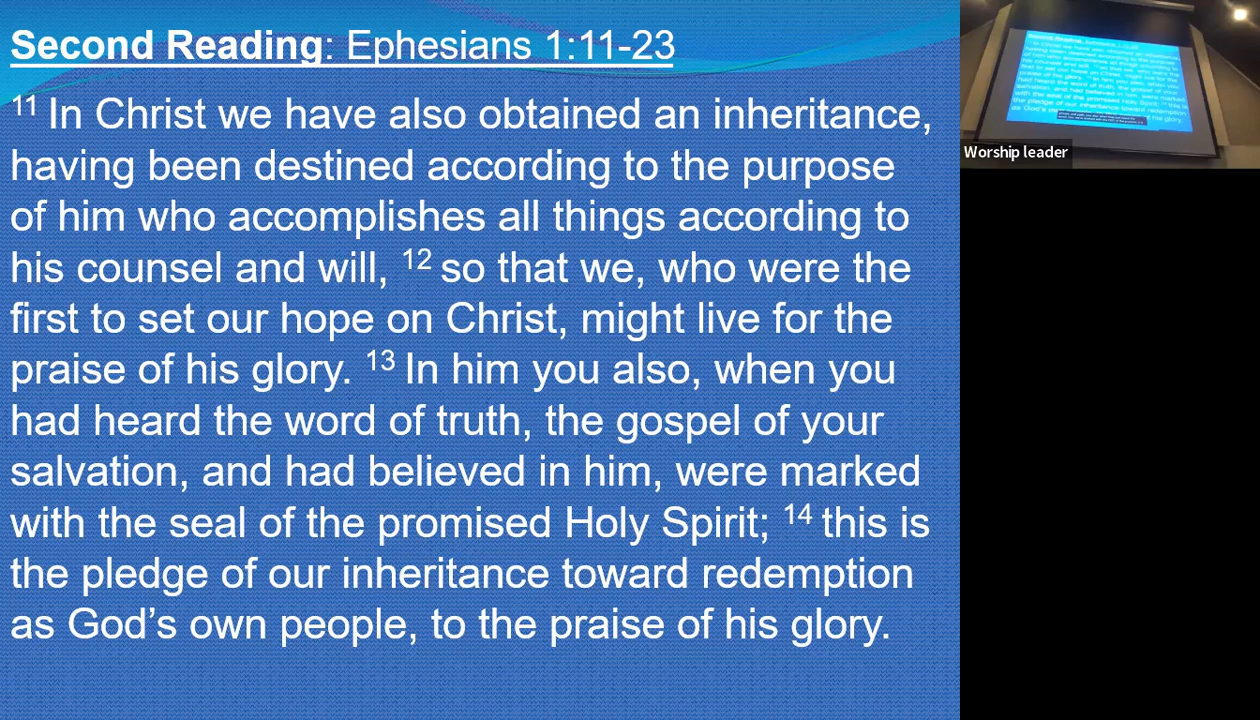 Second Reading: Ephesians 1:11-23
11 In Christ we have also obtained an inheritance,
having been destined according to the purpose
of him who accomplishes all things according to
his counsel and will, 12 so that we, who were the
first to set our hope on Christ, might live for the
praise of his glory. 13 In him you also, when you
had heard the word of truth, the gospel of your
salvation, and had believed in him, were marked
with the seal of the promised Holy Spirit; 14 this is
the pledge of our inheritance toward redemption
as God’s own people, to the praise of his glory.
Worship leader